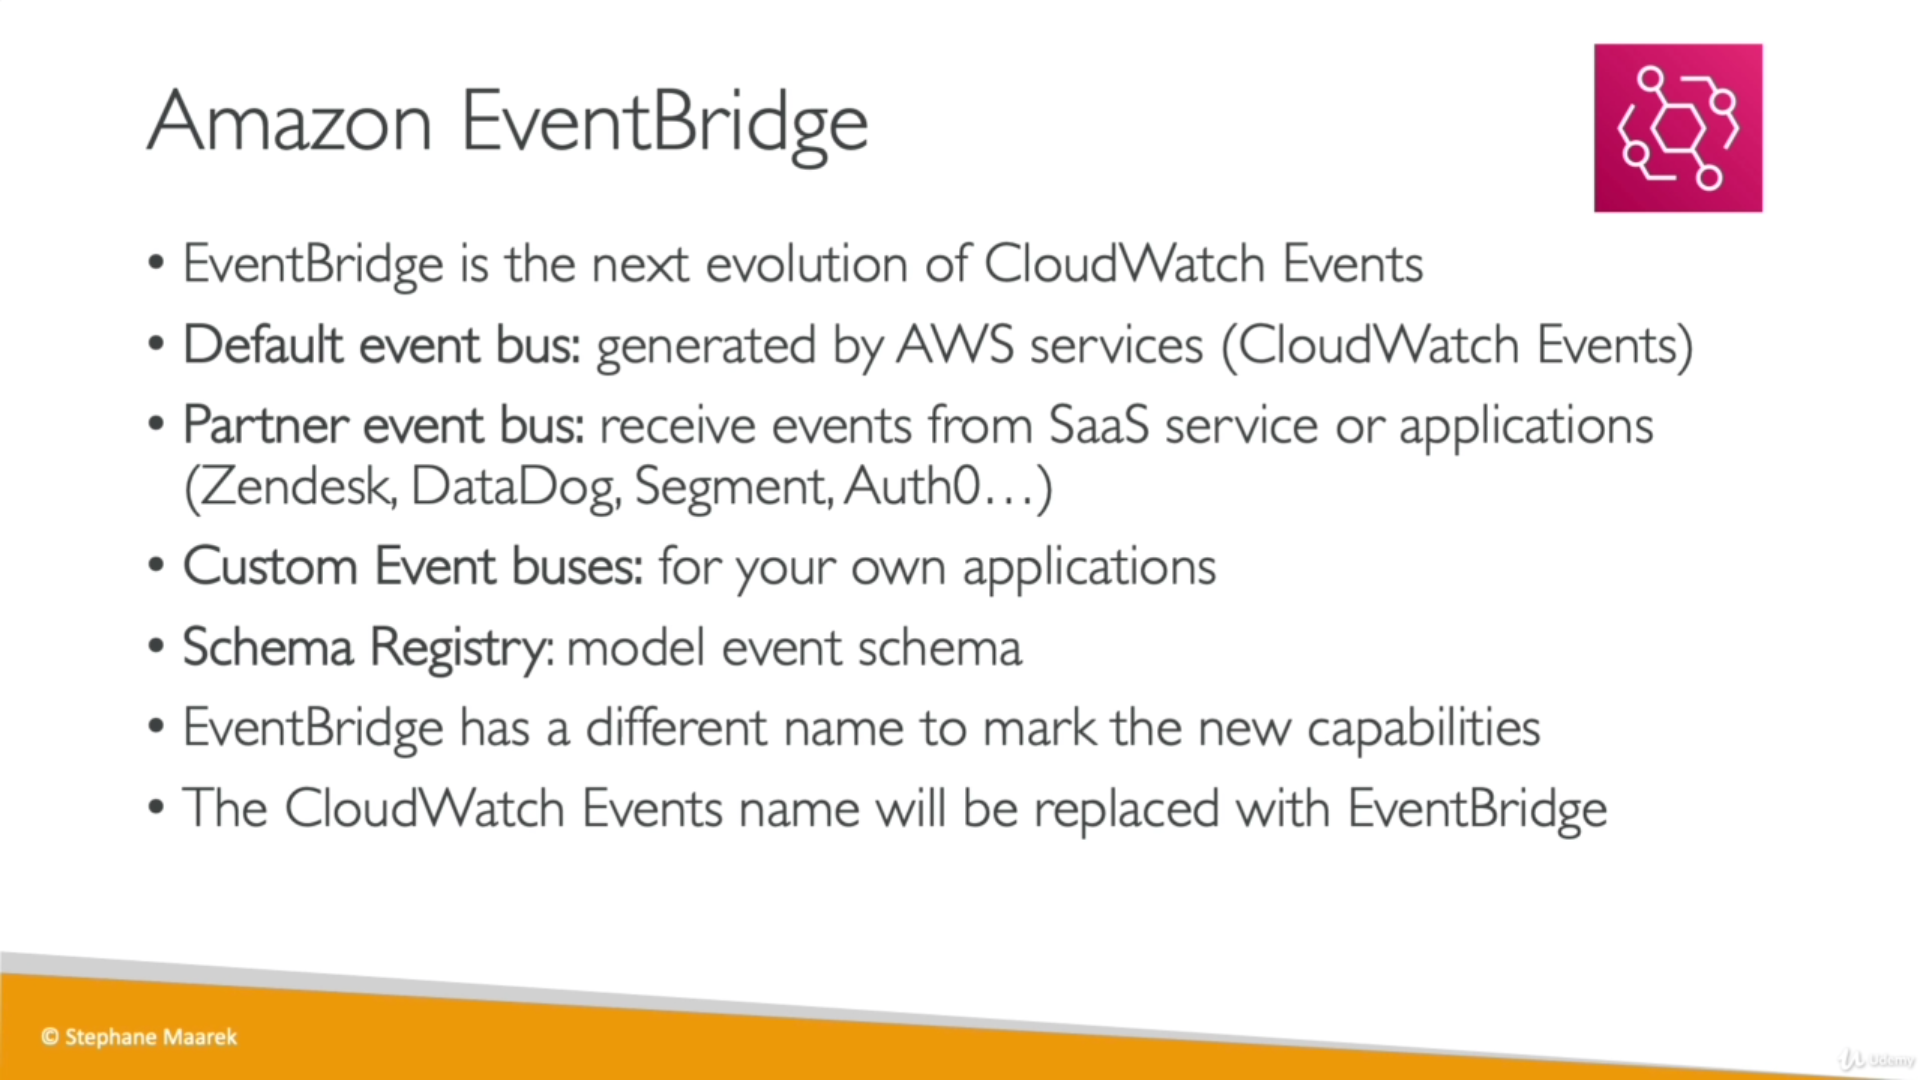 Amazon EventBridge
• EventBridge is the next evolution of CloudWatch Events
• Default event bus: generated by AWS services (CloudWatch Events)
• Partner event bus: receive events from SaaS service or applications
(Zendesk, DataDog, Segment, Auth0…)
• Custom Event buses: for your own applications
• Schema Registry: model event schema
• EventBridge has a different name to mark the new capabilities
• The CloudWatch Events name will be replaced with EventBridge
© Stephane Maarek
Udemy